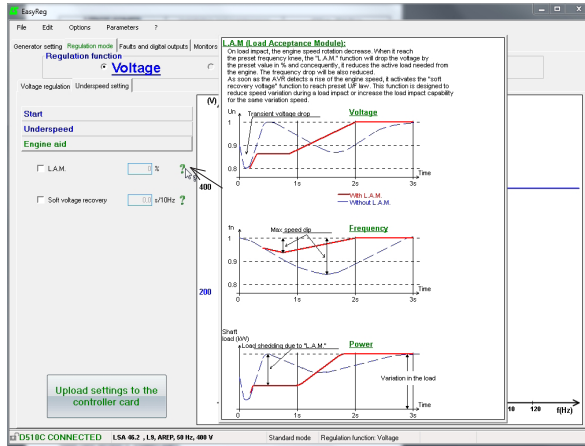 EasyReg
File Edit Options Parameters ?
Generator setting Regulation mode Faults and digital outputs Monitors
Regulation function
Voltage
Voltage regulation Underspeed setting
Start
Underspeed
Engine aid
L.A.M. 0 % ?
Soft voltage recovery 0.0 s/10Hz ?
Upload settings to the
controller card
(V)
400
200
L.A.M (Load Acceptance Module):
On load impact, the engine speed rotation decrease. When it reach
the preset frequency knee, the "L.A.M." function will drop the voltage by
the preset value in % and concequently, it reduces the active load needed from
the engine. The frequency drop will be also reduced.
As soon as the AVR detects a rise of the engine speed, it activates the "soft
recovery voltage" function to reach preset U/F law. This function is designed to
reduce speed variation during a load impact or increase the load impact capability
for the same variation speed.
Un Transient voltage drop Voltage
1
0.9
0.8
Time
0 1s 2s 3s
With L.A.M.
Without L.A.M.
fn Max speed dip Frequency
1
0.9
0.8
Time
0 1s 2s 3s
Shaft
load (kW)
Load shedding due to "L.A.M." Power
Variation in the load
Time
0 1s 2s 3s
110 120 f(Hz)
D510C CONNECTED LSA 46.2 , L9, AREP, 50 Hz, 400 V Standard mode Regulation function: Voltage